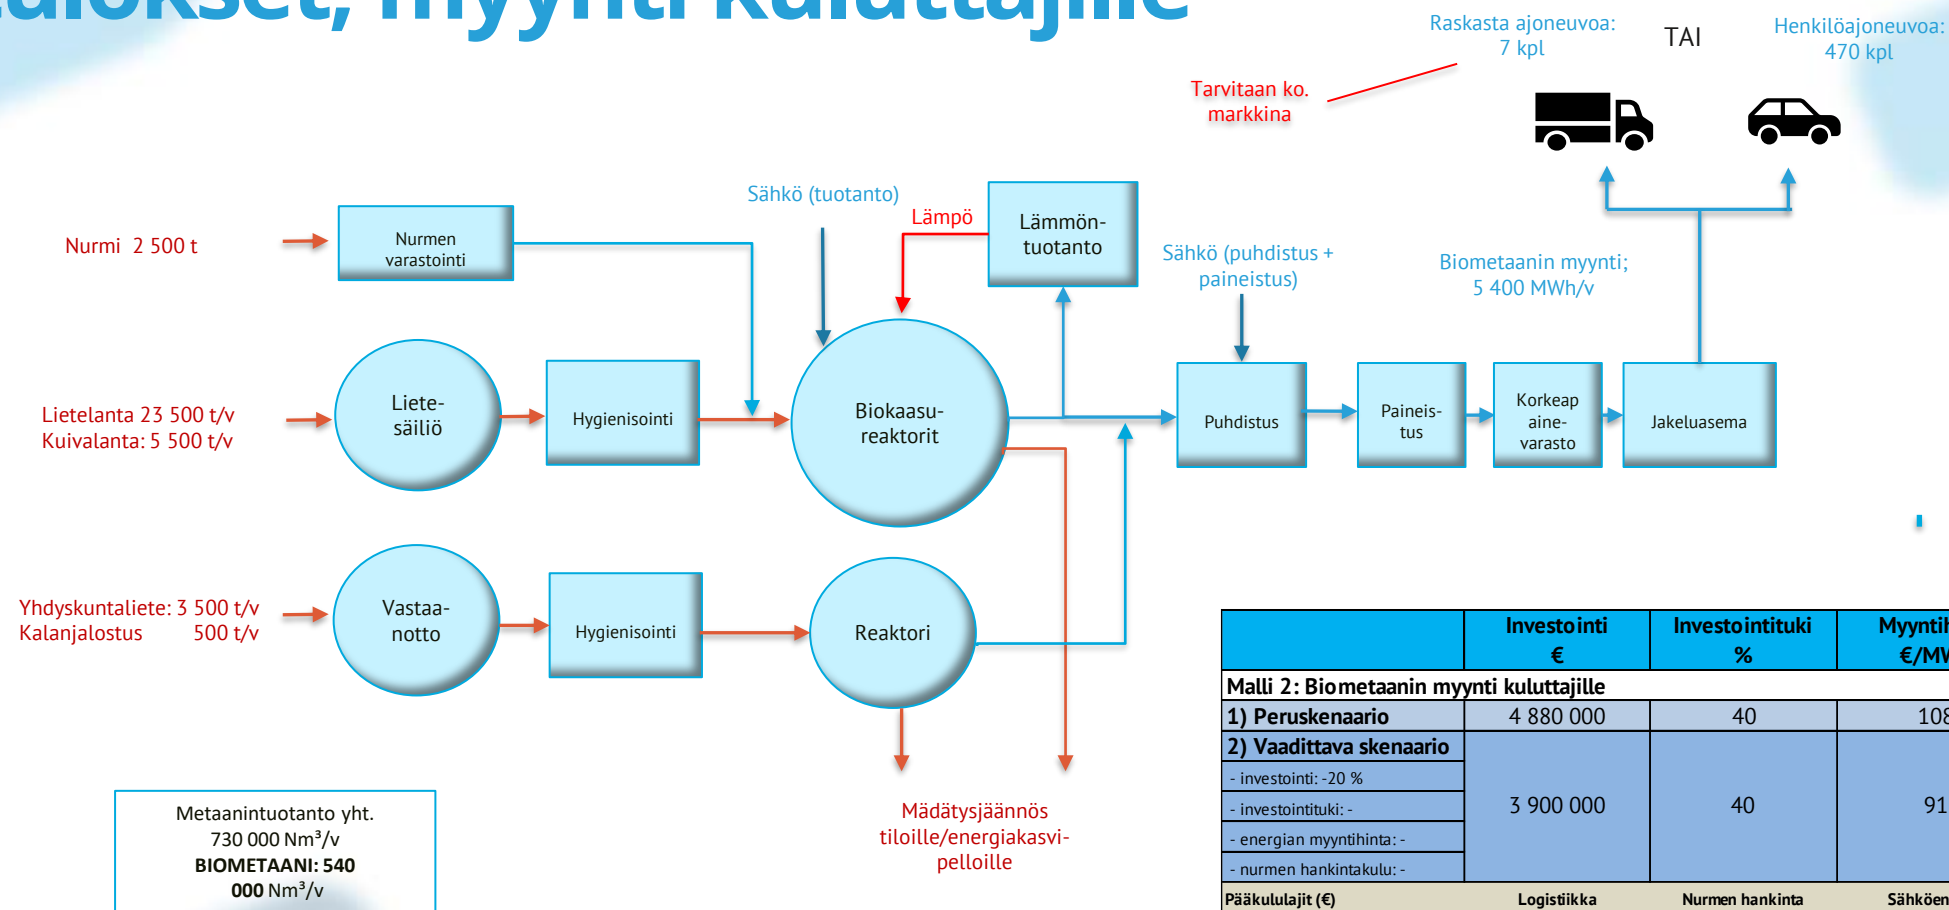 myynti kuluttajille
Raskasta ajoneuvoa:
7 kpl
TAI
Henkilöajoneuvoa:
470 kpl
Tarvitaan ko.
markkina
Sähkö (tuotanto)
Lämpö
Lämmön-
tuotanto
Nurmi 2 500 t
Nurmen
varastointi
Sähkö (puhdistus +
paineistus)
Biometaanin myynti;
5 400 MWh/v
Lietelanta 23 500 t/v
Kuivalanta: 5 500 t/v
Liete-
säiliö
Hygienisointi
Biokaasu-
reaktorit
Puhdistus
Paineis-
tus
Korkeap
aine-
varasto
Jakeluasema
Yhdyskuntaliete: 3 500 t/v
Kalanjalostus 500 t/v
Vastaa-
notto
Hygienisointi
Reaktori
Mädätysjäännös
tiloille/energiakasvi-
pelloille
Metaanintuotanto yht.
730 000 Nm³/v
BIOMETAANI: 540
000 Nm³/v
Investointi
€
Investointituki
%
Malli 2: Biometaanin myynti kuluttajille
1) Peruskenaario 4 880 000 40 108
2) Vaadittava skenaario
- investointi: -20 %
- investointituki: -
3 900 000 40 91
- energian myyntihinta: -
- nurmen hankintakulu: -
Pääkululajit (€) Logistiikka Nurmen hankinta